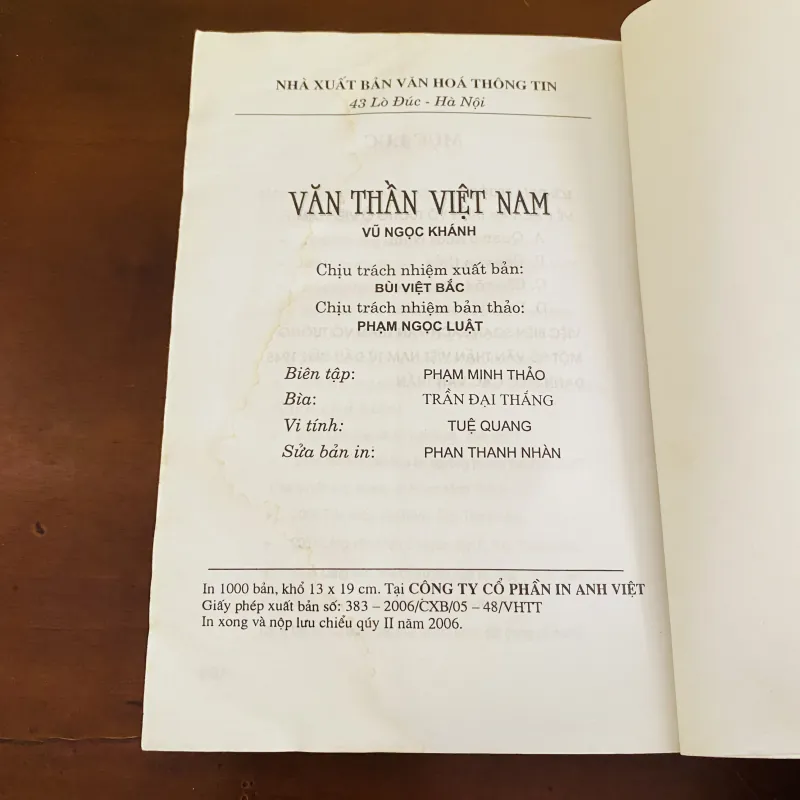 NHÀ XUẤT BẢN VĂN HOÁ THÔNG TIN
43 Lò Đúc - Hà Nội
VĂN THẦN VIỆT NAM
VŨ NGỌC KHÁNH
Chịu trách nhiệm xuất bản:
BÙI VIỆT BẮC
Chịu trách nhiệm bản thảo:
PHẠM NGỌC LUẬT
Biên tập: PHẠM MINH THẢO
Bìa: TRẦN ĐẠI THẮNG
Vi tính: TUỆ QUANG
Sửa bản in: PHAN THANH NHÀN
In 1000 bản, khổ 13 x 19 cm. Tại CÔNG TY CỔ PHẦN IN ANH VIỆT
Giấy phép xuất bản số: 383 – 2006/CXB/05 – 48/VHTT
In xong và nộp lưu chiểu qúy II năm 2006.